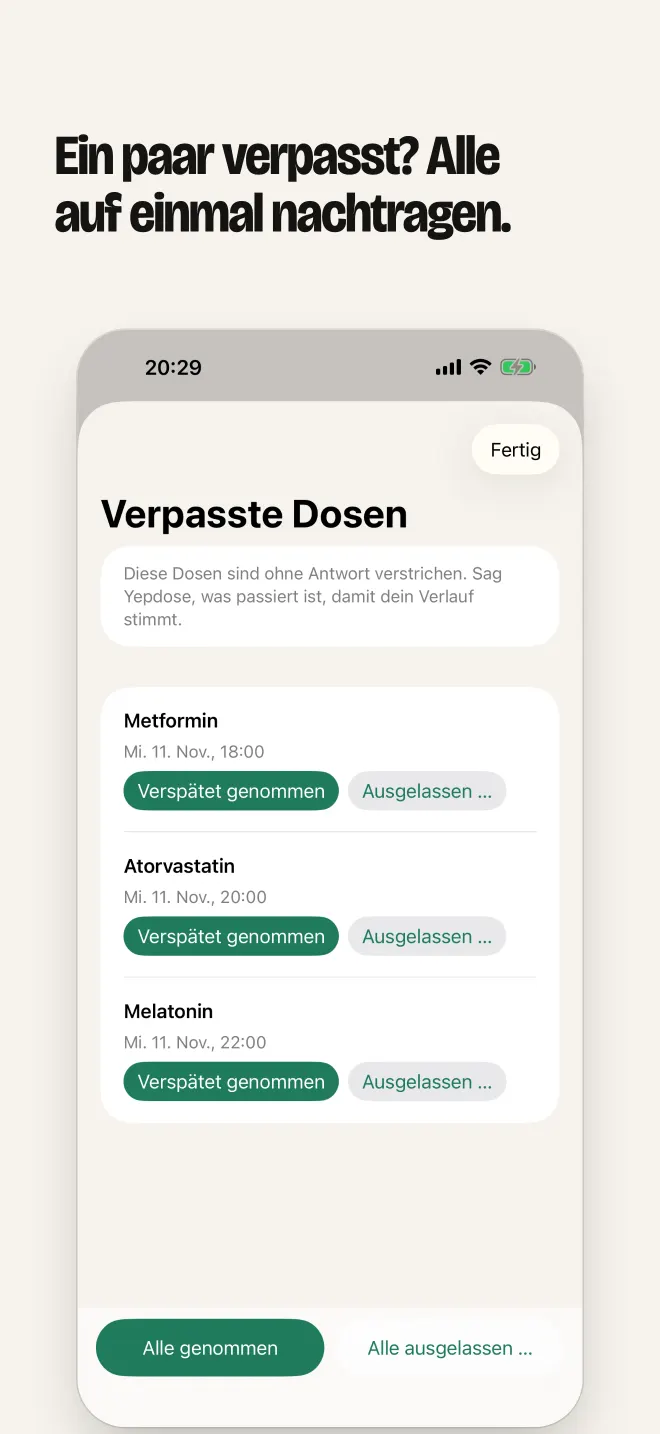 Ein paar verpasst? Alle
auf einmal nachtragen.
20:29
Fertig
Verpasste Dosen
Diese Dosen sind ohne Antwort verstrichen. Sag
Yepdose, was passiert ist, damit dein Verlauf
stimmt.
Metformin
Mi. 11. Nov., 18:00
Verspätet genommen Ausgelassen ...
Atorvastatin
Mi. 11. Nov., 20:00
Verspätet genommen Ausgelassen ...
Melatonin
Mi. 11. Nov., 22:00
Verspätet genommen Ausgelassen ...
Alle genommen Alle ausgelassen ...